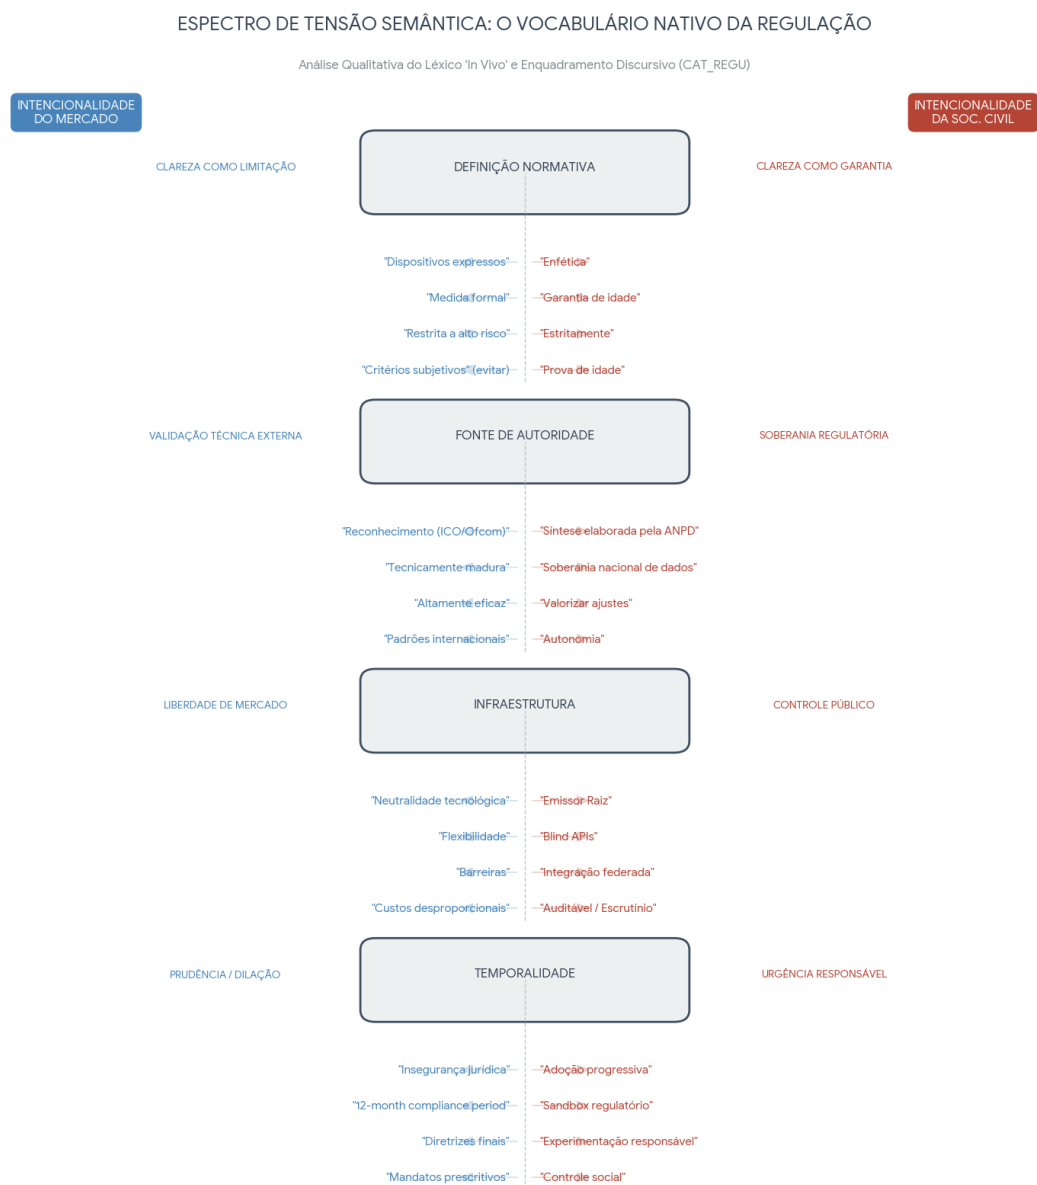 ESPECTRO DE TENSÃO SEMÂNTICA: O VOCABULÁRIO NATIVO DA REGULAÇÃO
Análise Qualitativa do Léxico 'In Vivo' e Enquadramento Discursivo (CAT_REGU)
INTENCIONALIDADE
DO MERCADO
INTENCIONALIDADE
DA SOC. CIVIL
CLAREZA COMO LIMITAÇÃO
DEFINIÇÃO NORMATIVA
CLAREZA COMO GARANTIA
"Dispositivos expressos"
"Enfética"
"Medida formal"
"Garantia de idade"
"Restrita a alto risco"
"Estritamente"
"Critérios subjetivos" (evitar)
"Prova de idade"
VALIDAÇÃO TÉCNICA EXTERNA
FONTE DE AUTORIDADE
SOBERANIA REGULATÓRIA
"Reconhecimento (ICO/Ofcom)"
"Síntese elaborada pela ANPD"
"Tecnicamente madura"
"Soberania nacional de dados"
"Altamente eficaz"
"Valorizar ajustes"
"Padrões internacionais"
"Autonomia"
LIBERDADE DE MERCADO
INFRAESTRUTURA
CONTROLE PÚBLICO
"Neutralidade tecnológica"
"Emissor Raiz"
"Flexibilidade"
"Blind APIs"
"Barreiras"
"Integração federada"
"Custos desproporcionais"
"Auditável / Escrutínio"
PRUDÊNCIA / DILAÇÃO
TEMPORALIDADE
URGÊNCIA RESPONSÁVEL
"Insegurança jurídica"
"Adoção progressiva"
"12-month compliance period"
"Sandbox regulatório"
"Diretrizes finais"
"Experimentação responsável"
"Mandatos prescritivos"
"Controle social"